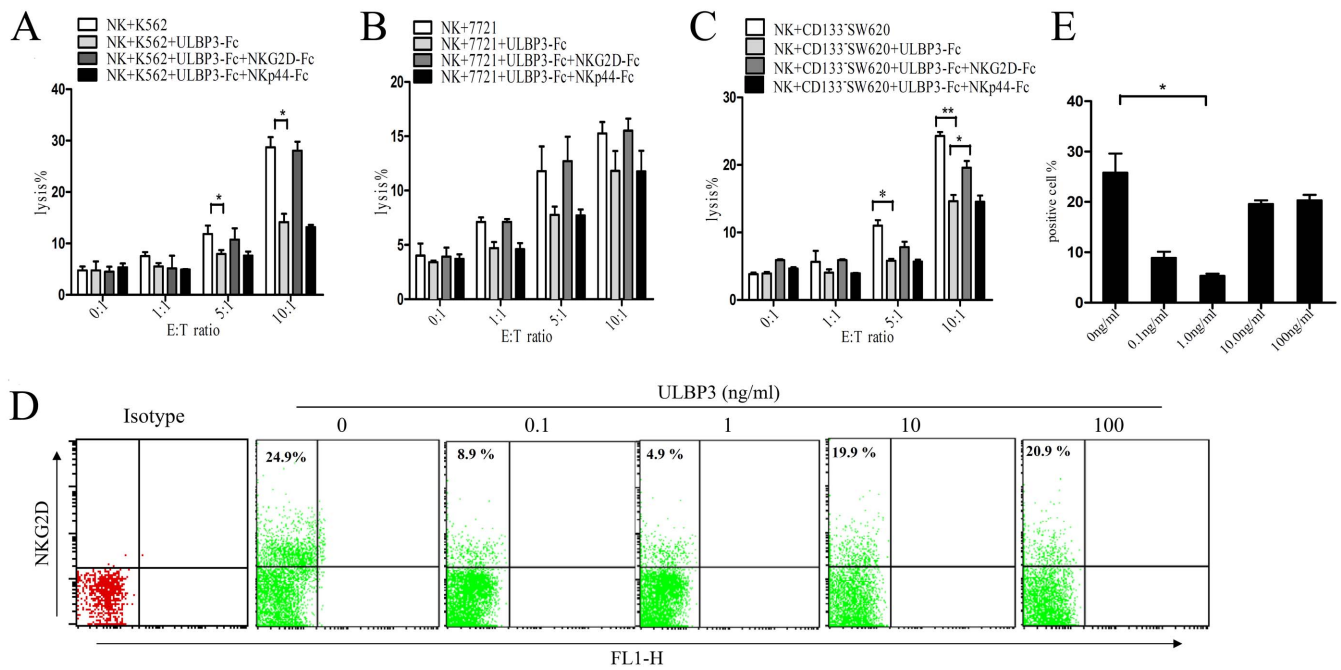 A
NK+K562
NK+K562+ULBP3-Fc
NK+K562+ULBP3-Fc+NKG2D-Fc
NK+K562+ULBP3-Fc+NKp44-Fc
lysis%
40
30
20
10
0
*
*
0:1
1:1
5:1
10:1
E:T ratio
B
NK+7721
NK+7721+ULBP3-Fc
NK+7721+ULBP3-Fc+NKG2D-Fc
NK+7721+ULBP3-Fc+NKp44-Fc
lysis%
20
15
10
5
0
0:1
1:1
5:1
10:1
E:T ratio
C
NK+CD133-SW620
NK+CD133-SW620+ULBP3-Fc
NK+CD133-SW620+ULBP3-Fc+NKG2D-Fc
NK+CD133-SW620+ULBP3-Fc+NKp44-Fc
lysis%
30
20
10
0
*
**
*
0:1
1:1
5:1
10:1
E:T ratio
E
positive cell %
40
30
20
10
0
*
0ng/ml
0.1ng/ml
1.0ng/ml
10.0ng/ml
100ng/ml
D
ULBP3 (ng/ml)
Isotype
0
0.1
1
10
100
24.9%
8.9 %
4.9 %
19.9 %
20.9 %
NKG2D
FL1-H